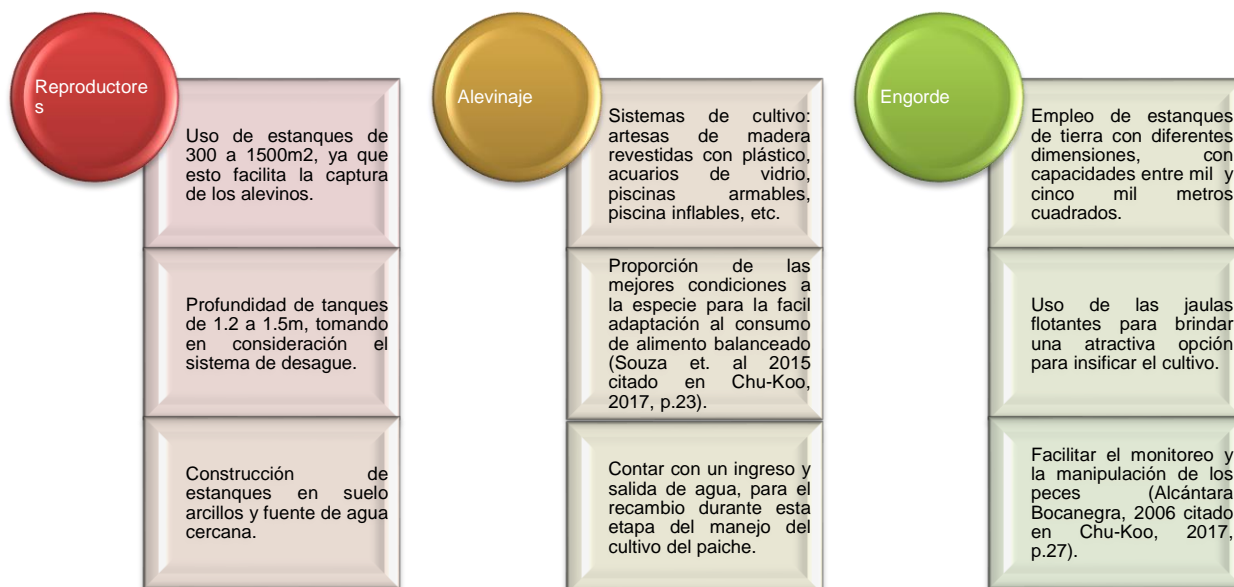 Reproductore
s
Uso de estanques de
300 a 1500m2, ya que
esto facilita la captura
de los alevinos.
Profundidad de tanques
de 1.2 a 1.5m, tomando
en consideración el
sistema de desague.
Construcción de
estanques en suelo
arcillos y fuente de agua
cercana.
Alevinaje
Sistemas de cultivo:
artesas de madera
revestidas con plástico,
acuarios de vidrio,
piscinas armables,
piscina inflables, etc.
Proporción de las
mejores condiciones a
la especie para la facil
adaptación al consumo
de alimento balanceado
(Souza et. al 2015
citado en Chu-Koo,
2017, p.23).
Contar con un ingreso y
salida de agua, para el
recambio durante esta
etapa del manejo del
cultivo del paiche.
Engorde
Empleo de estanques
de tierra con diferentes
dimensiones, con
capacidades entre mil y
cinco mil metros
cuadrados.
Uso de las jaulas
flotantes para brindar
una atractiva opción
para insificar el cultivo.
Facilitar el monitoreo y
la manipulación de los
peces (Alcántara
Bocanegra, 2006 citado
en Chu-Koo, 2017,
p.27).